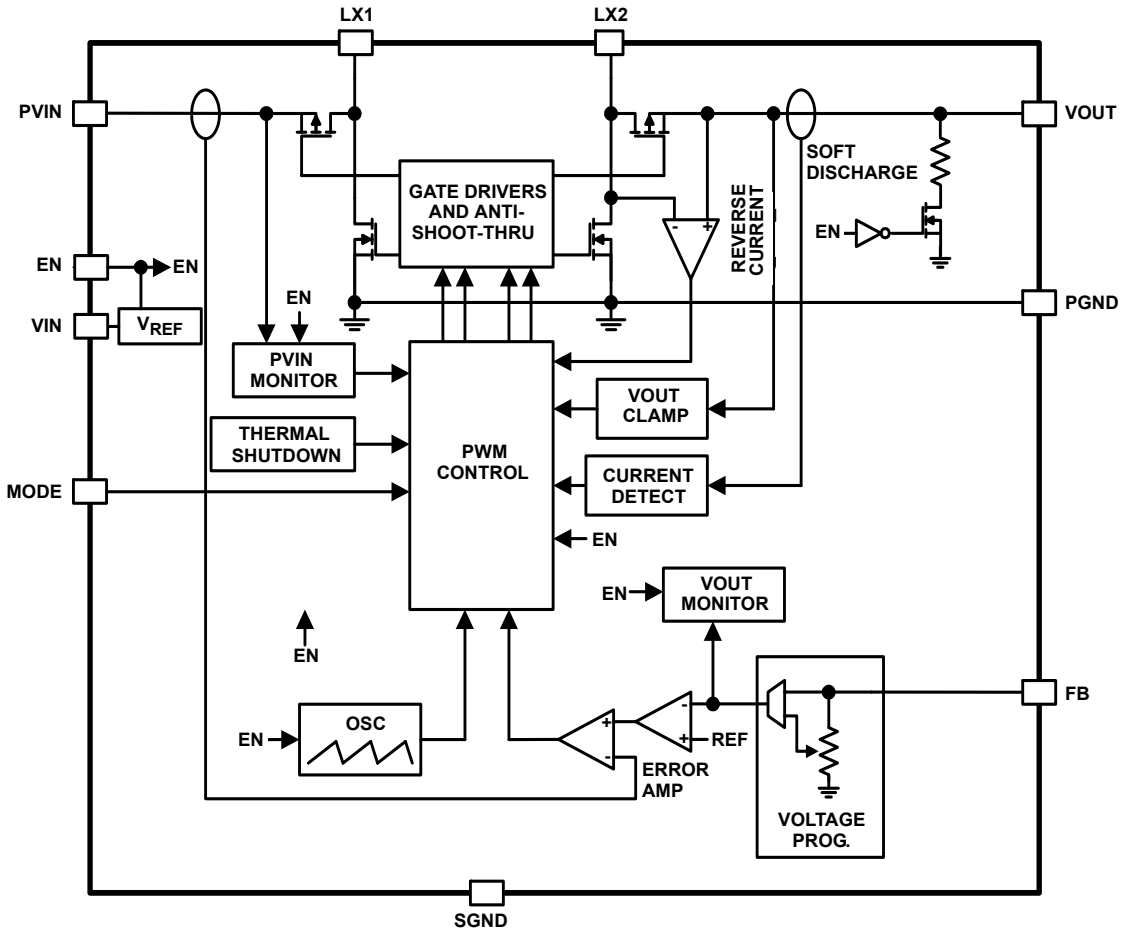 LX1
LX2
PVIN
VOUT
SOFT
DISCHARGE
GATE DRIVERS
AND ANTI-
SHOOT-THRU
-
+
REVERSE
CURRENT
EN
EN
EN
VIN
VREF
EN
PGND
PVIN
MONITOR
VOUT
CLAMP
THERMAL
SHUTDOWN
PWM
CONTROL
CURRENT
DETECT
MODE
EN
EN
VOUT
MONITOR
EN
FB
OSC
EN
+
-
-
+
REF
ERROR
AMP
VOLTAGE
PROG.
SGND